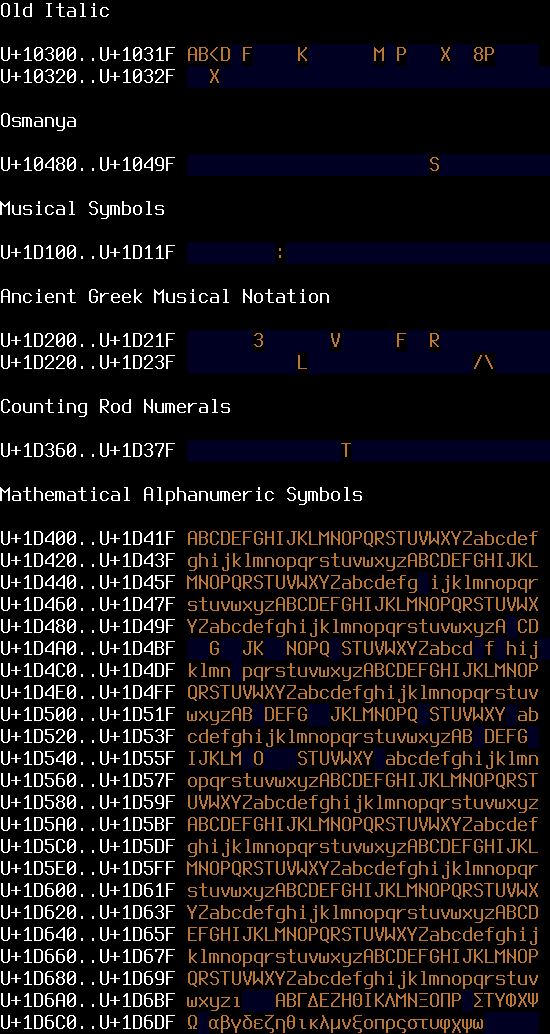 Old Italic
U+10300..U+1031F AB<D F    K      M P   X  8P
U+10320..U+1032F   X
Osmanya
U+10480..U+1049F                       S
Musical Symbols
U+1D100..U+1D11F         :
Ancient Greek Musical Notation
U+1D200..U+1D21F       3      V     F  R
U+1D220..U+1D23F           L               /\
Counting Rod Numerals
U+1D360..U+1D37F               T
Mathematical Alphanumeric Symbols
U+1D400..U+1D41F ABCDEFGHIJKLMNOPQRSTUVWXYZabcdef
U+1D420..U+1D43F ghijklmnopqrstuvwxyzABCDEFGHIJKL
U+1D440..U+1D45F MNOPQRSTUVWXYZabcdefg ijklmnopqr
U+1D460..U+1D47F stuvwxyzABCDEFGHIJKLMNOPQRSTUVWX
U+1D480..U+1D49F YZabcdefghijklmnopqrstuvwxyzA CD
U+1D4A0..U+1D4BF   G  JK  NOPQ STUVWXYZabcd f hij
U+1D4C0..U+1D4DF klmn pqrstuvwxyzABCDEFGHIJKLMNOP
U+1D4E0..U+1D4FF QRSTUVWXYZabcdefghijklmnopqrstuv
U+1D500..U+1D51F wxyzAB DEFG  JKLMNOPQ STUVWXY ab
U+1D520..U+1D53F cdefghijklmnopqrstuvwxyzAB DEFG
U+1D540..U+1D55F IJKLM O   STUVWXY abcdefghijklmn
U+1D560..U+1D57F opqrstuvwxyzABCDEFGHIJKLMNOPQRST
U+1D580..U+1D59F UVWXYZabcdefghijklmnopqrstuvwxyz
U+1D5A0..U+1D5BF ABCDEFGHIJKLMNOPQRSTUVWXYZabcdef
U+1D5C0..U+1D5DF ghijklmnopqrstuvwxyzABCDEFGHIJKL
U+1D5E0..U+1D5FF MNOPQRSTUVWXYZabcdefghijklmnopqr
U+1D600..U+1D61F stuvwxyzABCDEFGHIJKLMNOPQRSTUVWX
U+1D620..U+1D63F YZabcdefghijklmnopqrstuvwxyzABCD
U+1D640..U+1D65F EFGHIJKLMNOPQRSTUVWXYZabcdefghij
U+1D660..U+1D67F klmnopqrstuvwxyzABCDEFGHIJKLMNOP
U+1D680..U+1D69F QRSTUVWXYZabcdefghijklmnopqrstuv
U+1D6A0..U+1D6BF wxyzı   ΑΒΓΔΕΖΗΘΙΚΛΜΝΞΟΠΡ ΣΤΥΦΧΨ
U+1D6C0..U+1D6DF Ω αβγδεζηθικλμνξοπρςστυφχψω